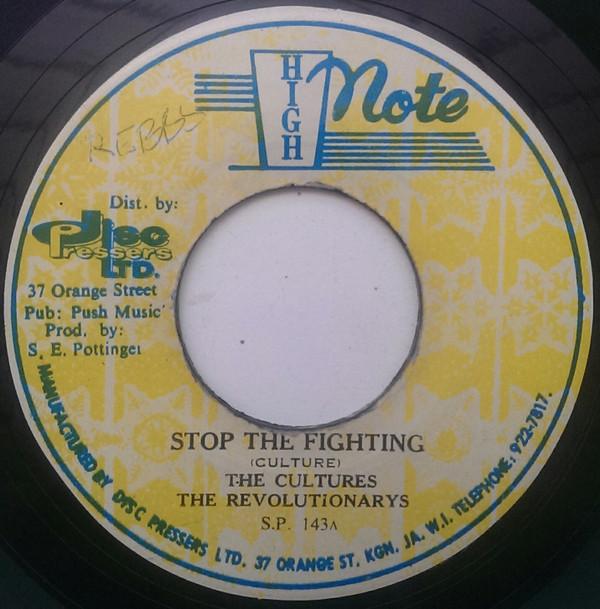 HIGH Note
REBBS
Dist. by:
Disc
Pressers
LTD.
37 Orange Street
Pub: Push Music
Prod. by:
S. E. Pottinger
STOP THE FIGHTING
(CULTURE)
THE CULTURES
THE REVOLUTIONARYS
S.P. 143A
MANUFACTURED BY DISC PRESSERS LTD. 37 ORANGE ST. KGN. JA. W.I. TELEPHONE: 922-7817.